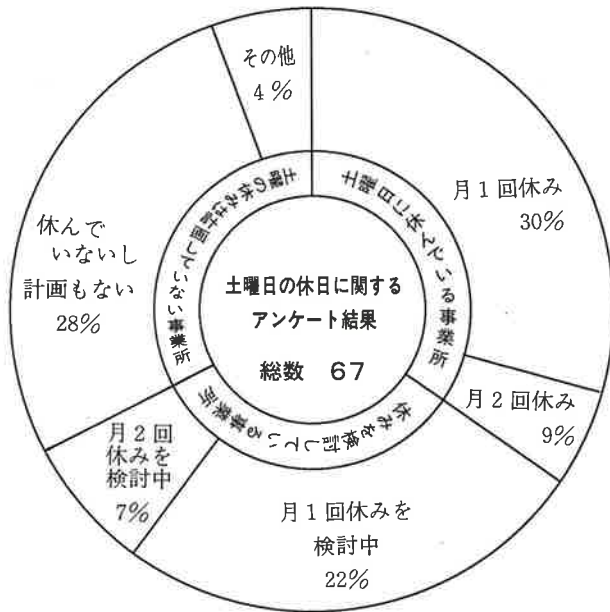 土曜日の休日に関する
アンケート結果
総数 67
土曜日に休んでいる事業所
月1回休み
30%
月2回休み
9%
休みを検討している事業所
月1回休みを
検討中
22%
月2回
休みを
検討中
7%
土曜の休みは計画していない事業所
休んで
いないし
計画もない
28%
その他
4%